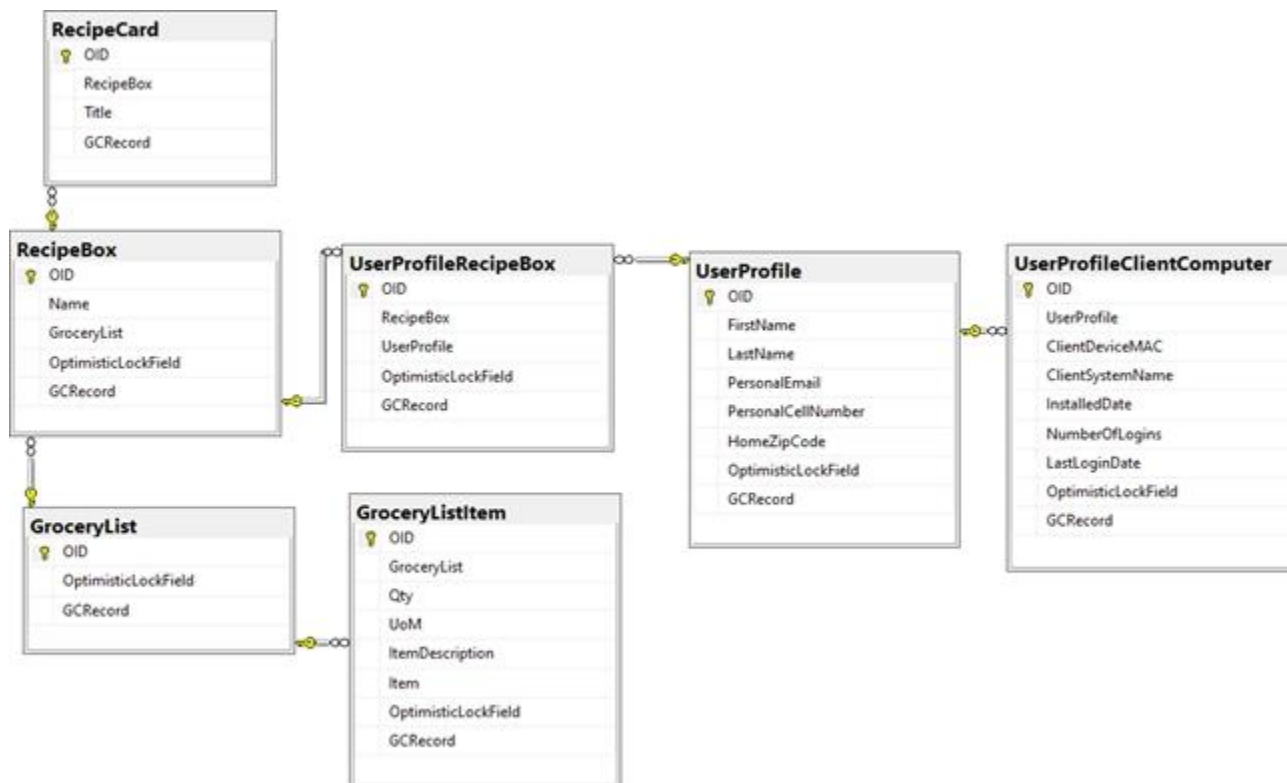 RecipeCard
OID
RecipeBox
Title
GCRecord
RecipeBox
OID
Name
GroceryList
OptimisticLockField
GCRecord
UserProfileRecipeBox
OID
RecipeBox
UserProfile
OptimisticLockField
GCRecord
UserProfile
OID
FirstName
LastName
PersonalEmail
PersonalCellNumber
HomeZipCode
OptimisticLockField
GCRecord
UserProfileClientComputer
OID
UserProfile
ClientDeviceMAC
ClientSystemName
InstalledDate
NumberOfLogins
LastLoginDate
OptimisticLockField
GCRecord
GroceryList
OID
OptimisticLockField
GCRecord
GroceryListItem
OID
GroceryList
Qty
UoM
ItemDescription
Item
OptimisticLockField
GCRecord